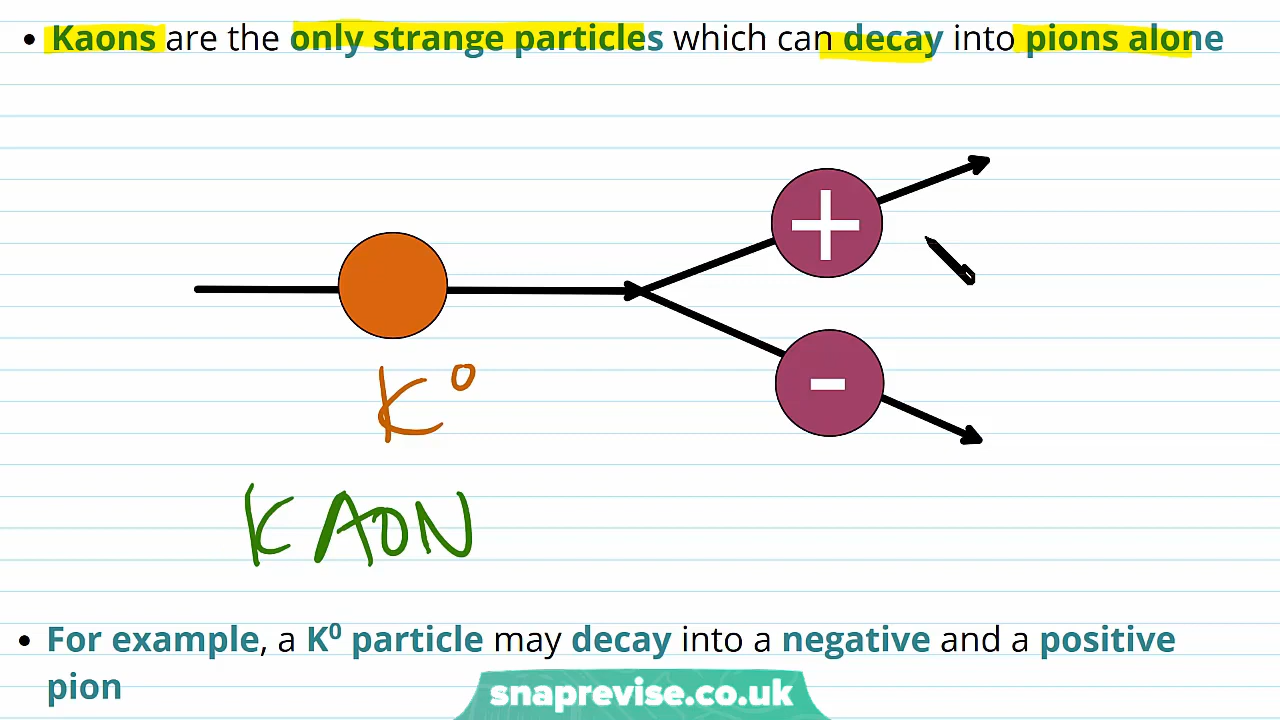 • Kaons are the only strange particles which can decay into pions alone
+
-
K⁰
KAON
• For example, a K⁰ particle may decay into a negative and a positive
pion
snaprevise.co.uk